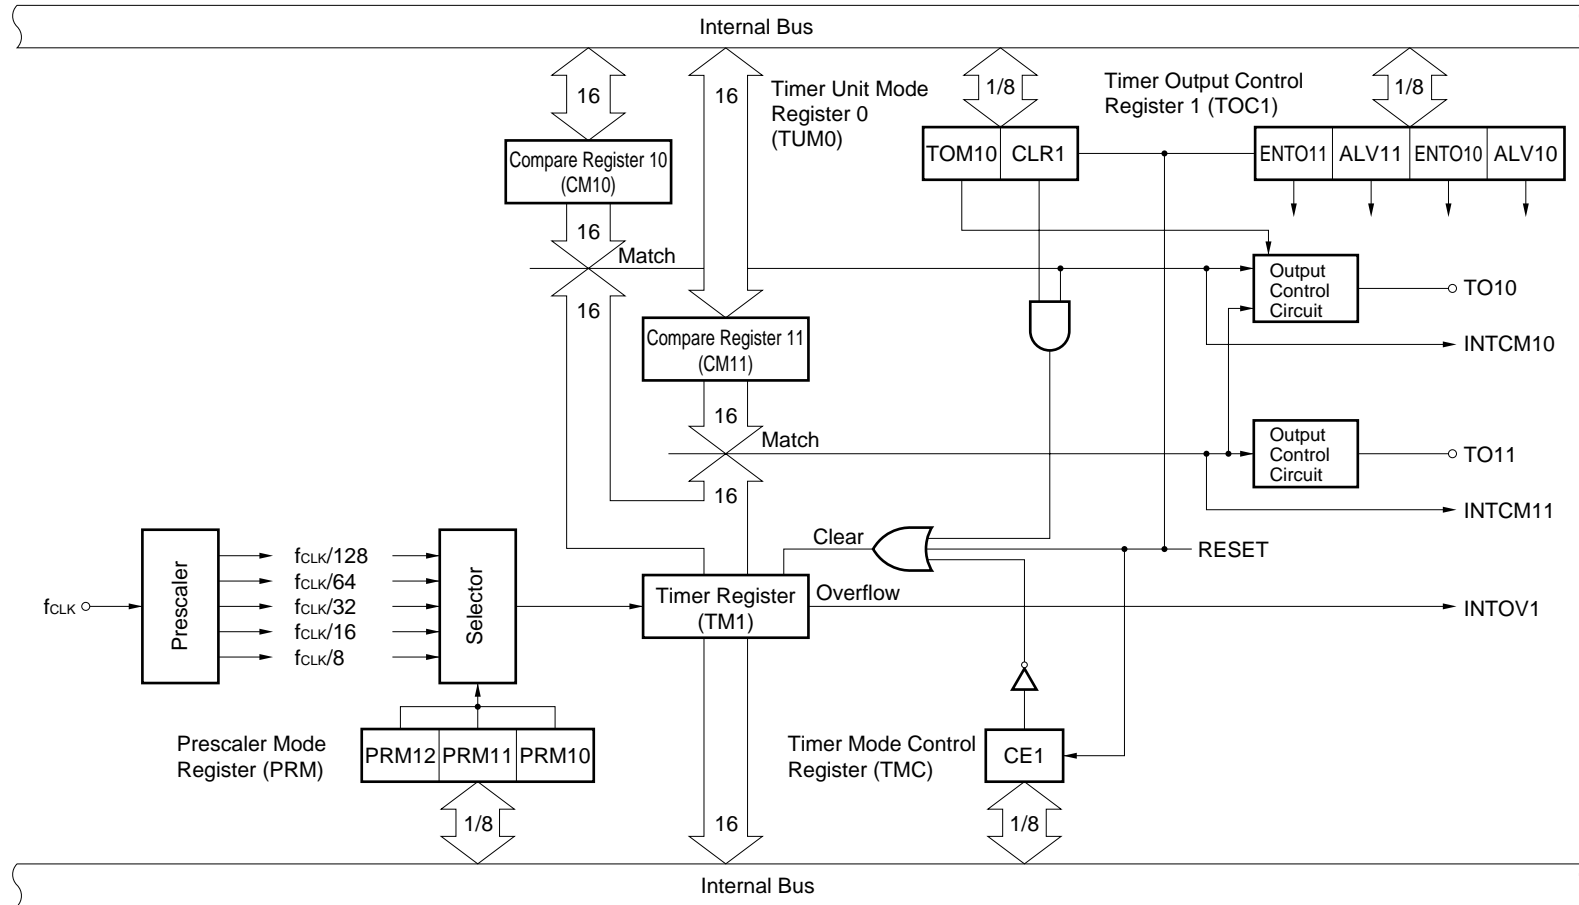 Internal Bus
16
16
Timer Unit Mode
Register 0
(TUM0)
1/8
Timer Output Control
Register 1 (TOC1)
1/8
Compare Register 10
(CM10)
TOM10
CLR1
ENTO11
ALV11
ENTO10
ALV10
16
Match
16
Output
Control
Circuit
TO10
Compare Register 11
(CM11)
INTCM10
16
Match
Output
Control
Circuit
TO11
16
INTCM11
Clear
RESET
fCLK
Prescaler
fCLK/128
fCLK/64
fCLK/32
fCLK/16
fCLK/8
Selector
Timer Register
(TM1)
Overflow
INTOV1
Prescaler Mode
Register (PRM)
PRM12
PRM11
PRM10
Timer Mode Control
Register (TMC)
CE1
1/8
16
1/8
Internal Bus